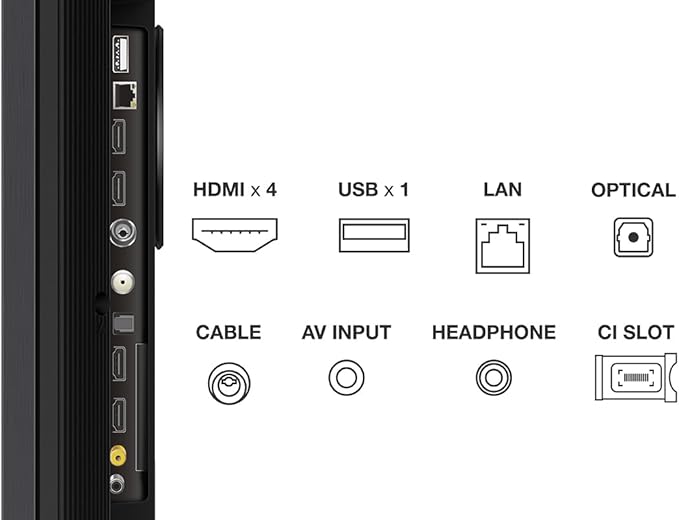 HDMI x 4
USB x 1
LAN
OPTICAL
CABLE
AV INPUT
HEADPHONE
CI SLOT